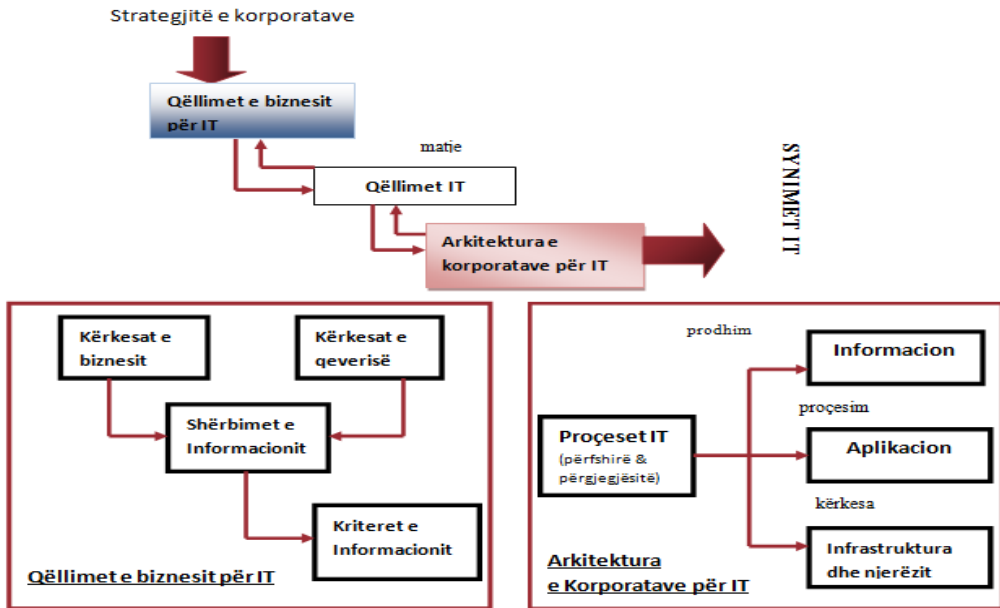 Strategjitë e korporatave
Qëllimet e biznesit
për IT
matje
Qëllimet IT
SYNIMET IT
Arkitektura e
korporatave për IT
Kërkesat e
biznesit
Kërkesat e
qeverisë
Shërbimet e
Informacionit
Kriteret e
Informacionit
Qëllimet e biznesit për IT
prodhim
Informacion
proçesim
Proçeset IT
(përfshirë &
përgjegjësitë)
Aplikacion
kërkesa
Infrastruktura
dhe njerëzit
Arkitektura
e Korporatave për IT